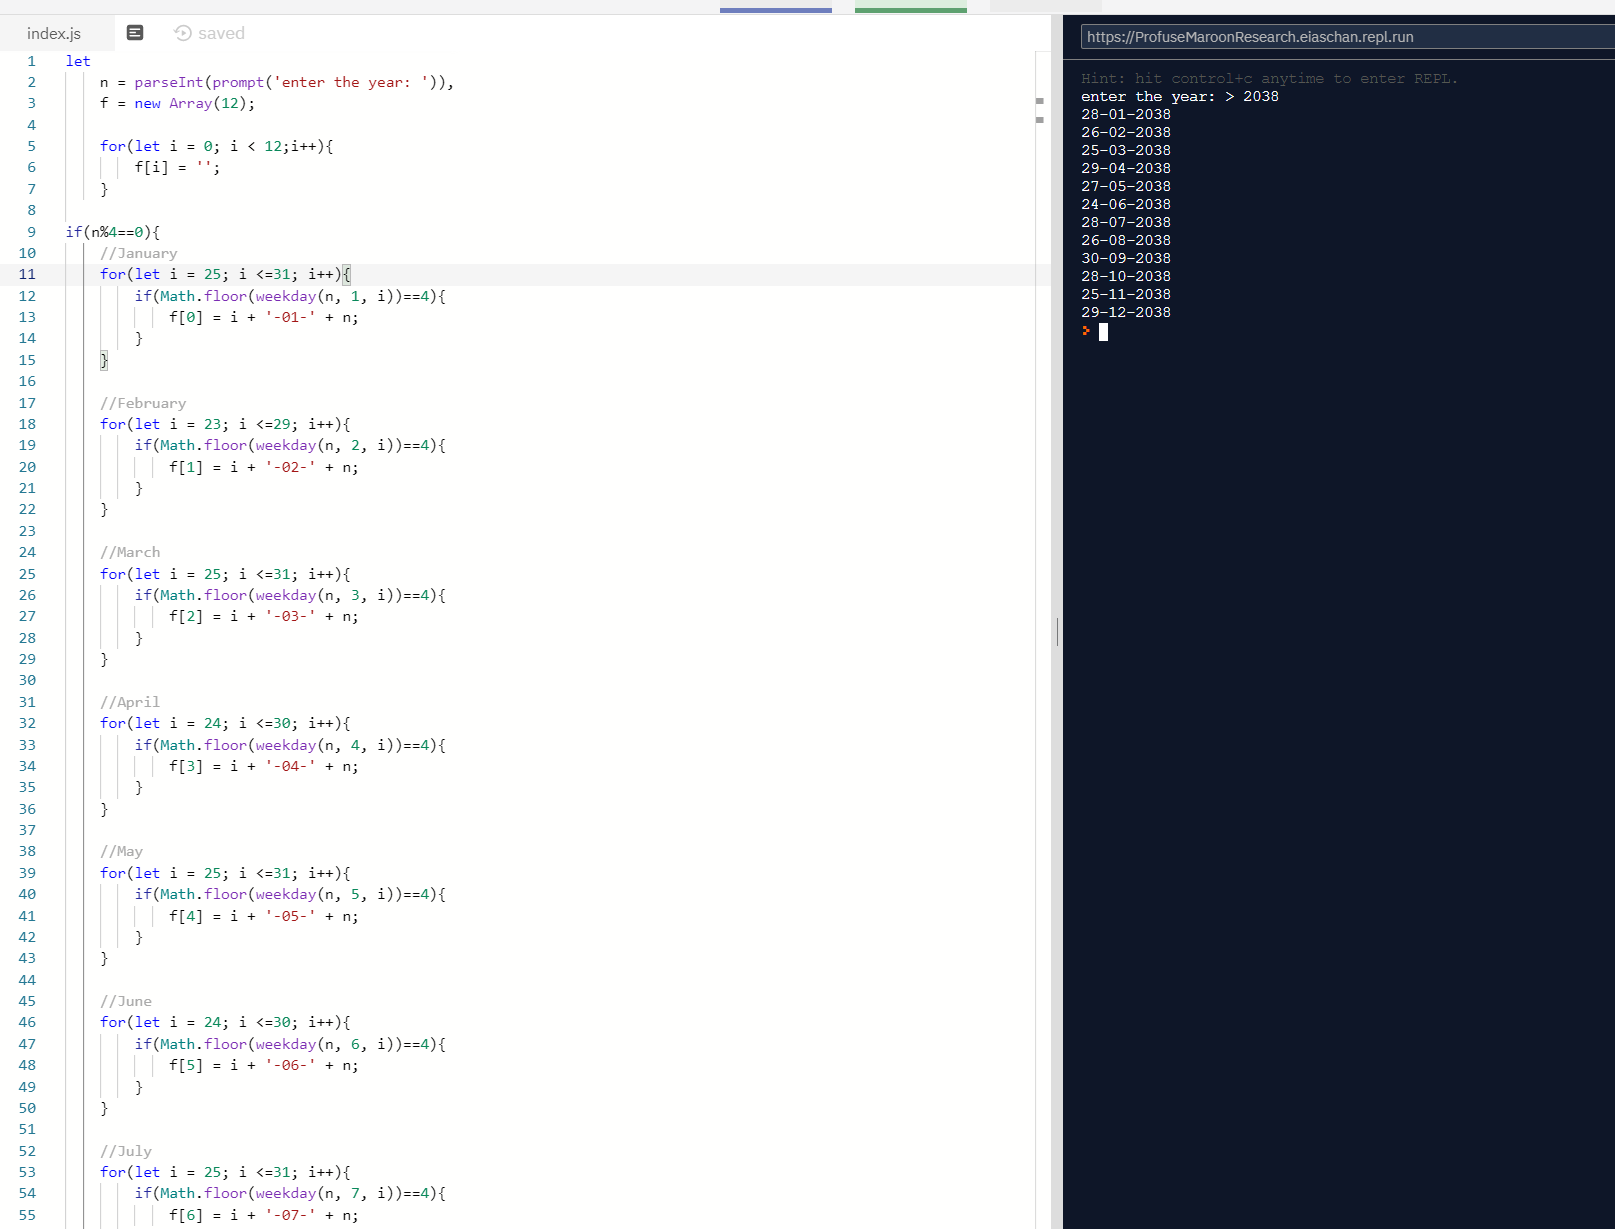 index.js
saved
1 let
2 n = parseInt(prompt('enter the year: ')),
3 f = new Array(12);
4
5 for(let i = 0; i < 12;i++){
6 f[i] = '';
7 }
8
9 if(n%4==0){
10 //January
11 for(let i = 25; i <=31; i++){
12 if(Math.floor(weekday(n, 1, i))==4){
13 f[0] = i + '-01-' + n;
14 }
15 }
16
17 //February
18 for(let i = 23; i <=29; i++){
19 if(Math.floor(weekday(n, 2, i))==4){
20 f[1] = i + '-02-' + n;
21 }
22 }
23
24 //March
25 for(let i = 25; i <=31; i++){
26 if(Math.floor(weekday(n, 3, i))==4){
27 f[2] = i + '-03-' + n;
28 }
29 }
30
31 //April
32 for(let i = 24; i <=30; i++){
33 if(Math.floor(weekday(n, 4, i))==4){
34 f[3] = i + '-04-' + n;
35 }
36 }
37
38 //May
39 for(let i = 25; i <=31; i++){
40 if(Math.floor(weekday(n, 5, i))==4){
41 f[4] = i + '-05-' + n;
42 }
43 }
44
45 //June
46 for(let i = 24; i <=30; i++){
47 if(Math.floor(weekday(n, 6, i))==4){
48 f[5] = i + '-06-' + n;
49 }
50 }
51
52 //July
53 for(let i = 25; i <=31; i++){
54 if(Math.floor(weekday(n, 7, i))==4){
55 f[6] = i + '-07-' + n;
https://ProfuseMaroonResearch.eiaschan.repl.run
Hint: hit control+c anytime to enter REPL.
enter the year: > 2038
28-01-2038
26-02-2038
25-03-2038
29-04-2038
27-05-2038
24-06-2038
28-07-2038
26-08-2038
30-09-2038
28-10-2038
25-11-2038
29-12-2038
>